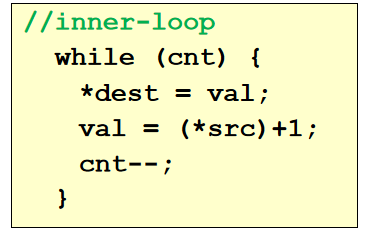 //inner-loop
while (cnt) {
*dest = val;
val = (*src)+1;
cnt--;
}